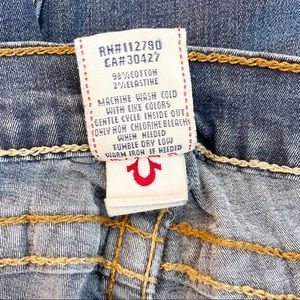 RN#112790
CA#30427
98% COTTON
2% ELASTINE
MACHINE WASH COLD
WITH LIKE COLORS
GENTLE CYCLE INSIDE OUT
ONLY NON CHLORINE BLEACH
WHEN NEEDED
TUMBLE DRY LOW
WARM IRON IF NEEDED